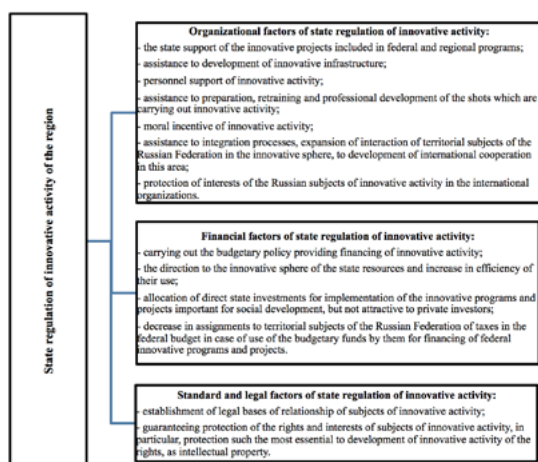 State regulation of innovative activity of the region
Organizational factors of state regulation of innovative activity:
- the state support of the innovative projects included in federal and regional programs;
- assistance to development of innovative infrastructure;
- personnel support of innovative activity;
- assistance to preparation, retraining and professional development of the shots which are
carrying out innovative activity;
- moral incentive of innovative activity;
- assistance to integration processes, expansion of interaction of territorial subjects of the
Russian Federation in the innovative sphere, to development of international cooperation
in this area;
- protection of interests of the Russian subjects of innovative activity in the international
organizations.
Financial factors of state regulation of innovative activity:
- carrying out the budgetary policy providing financing of innovative activity;
- the direction to the innovative sphere of the state resources and increase in efficiency of
their use;
- allocation of direct state investments for implementation of the innovative programs and
projects important for social development, but not attractive to private investors;
- decrease in assignments to territorial subjects of the Russian Federation of taxes in the
federal budget in case of use of the budgetary funds by them for financing of federal
innovative programs and projects.
Standard and legal factors of state regulation of innovative activity:
- establishment of legal bases of relationship of subjects of innovative activity;
- guaranteeing protection of the rights and interests of subjects of innovative activity, in
particular, protection such the most essential to development of innovative activity of the
rights, as intellectual property.